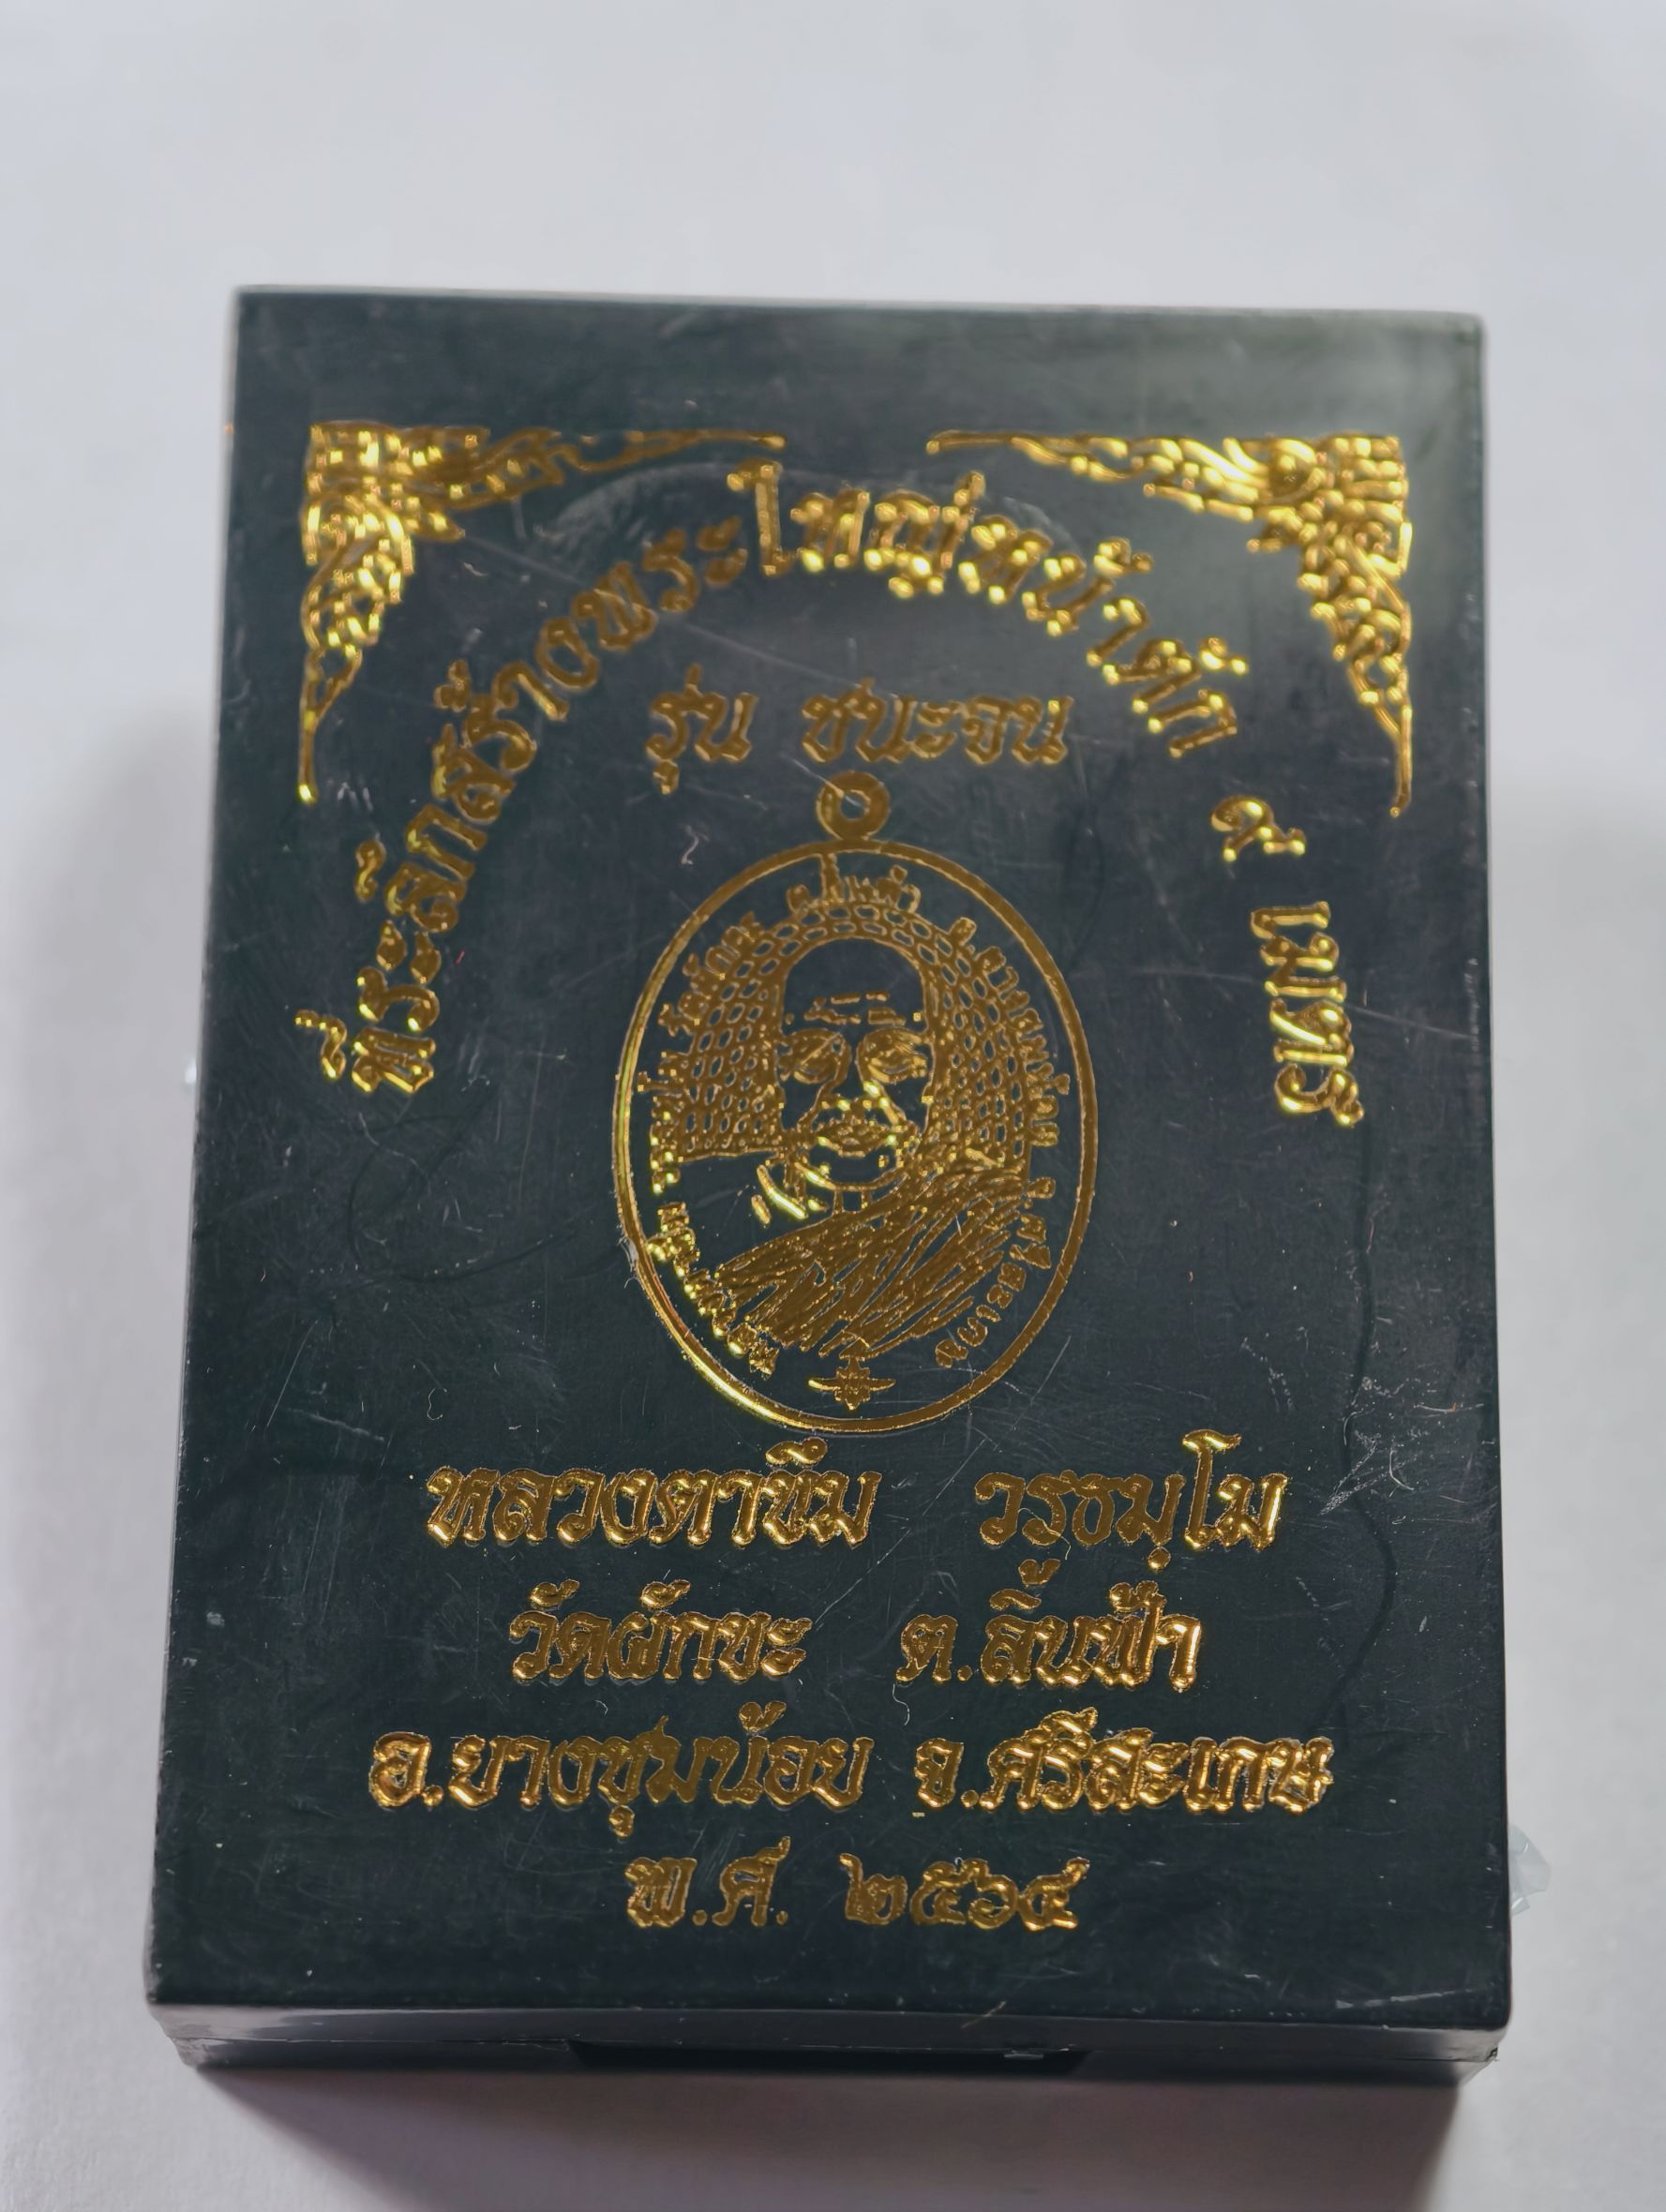 ที่ระลึกสร้างพระใหญ่หน้าตัก ๙ เมตร
รุ่น ชนะจน
หลวงตาขึม วรธมฺโม
วัดผักขะ ต.ลิ้นฟ้า
อ.ยางชุมน้อย จ.ศรีสะเกษ
พ.ศ. ๒๕๖๕